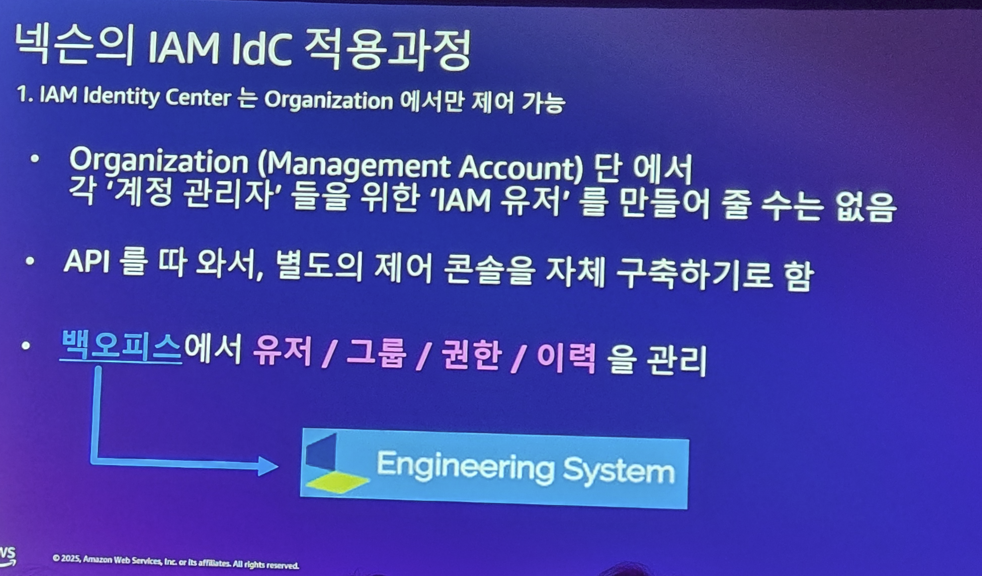 넥슨의 IAM IdC 적용과정
1. IAM Identity Center 는 Organization 에서만 제어 가능
• Organization (Management Account) 단 에서
각 ‘계정 관리자’ 들을 위한 ‘IAM 유저’ 를 만들어 줄 수는 없음
• API 를 따 와서, 별도의 제어 콘솔을 자체 구축하기로 함
• 백오피스에서 유저 / 그룹 / 권한 / 이력 을 관리
Engineering System
WS
© 2025, Amazon Web Services, Inc. or its affiliates. All rights reserved.